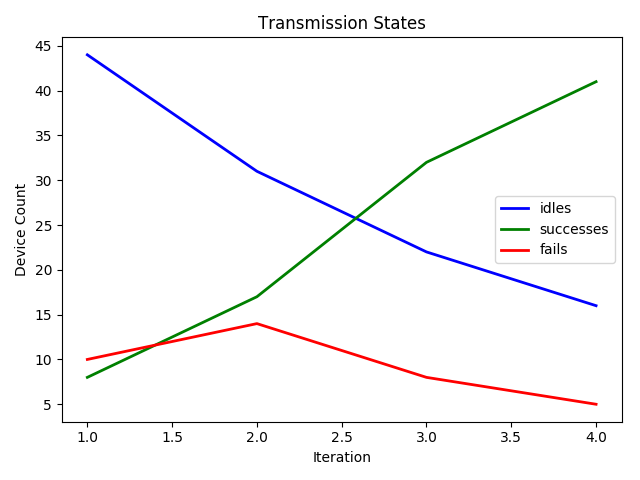 Transmission States
Device Count
45
40
35
30
25
20
15
10
5
idles
successes
fails
1.0 1.5 2.0 2.5 3.0 3.5 4.0
Iteration